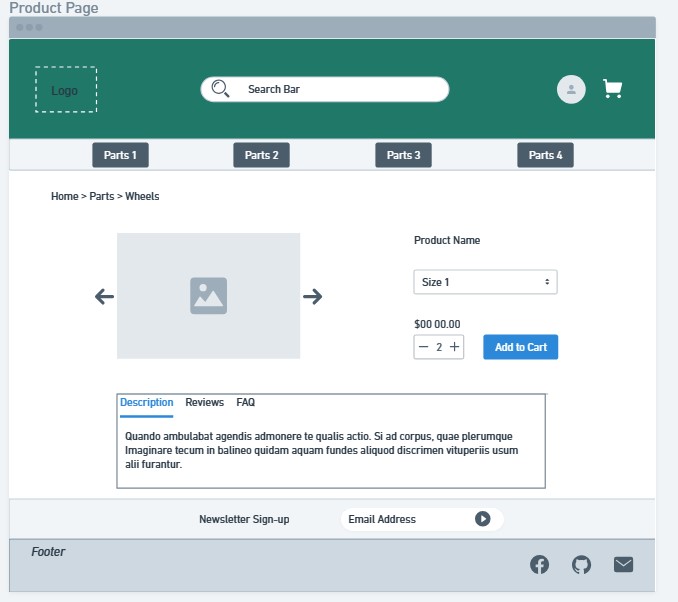 Product Page
Logo
Search Bar
Parts 1
Parts 2
Parts 3
Parts 4
Home > Parts > Wheels
Product Name
Size 1
$00 00.00
— 2 +
Add to Cart
Description Reviews FAQ
Quando ambulabat agendis admonere te qualis actio. Si ad corpus, quae plerumque
Imaginare tecum in balineo quidam aquam fundes aliquod discrimen vituperiis usum
alii furantur.
Newsletter Sign-up
Email Address
Footer